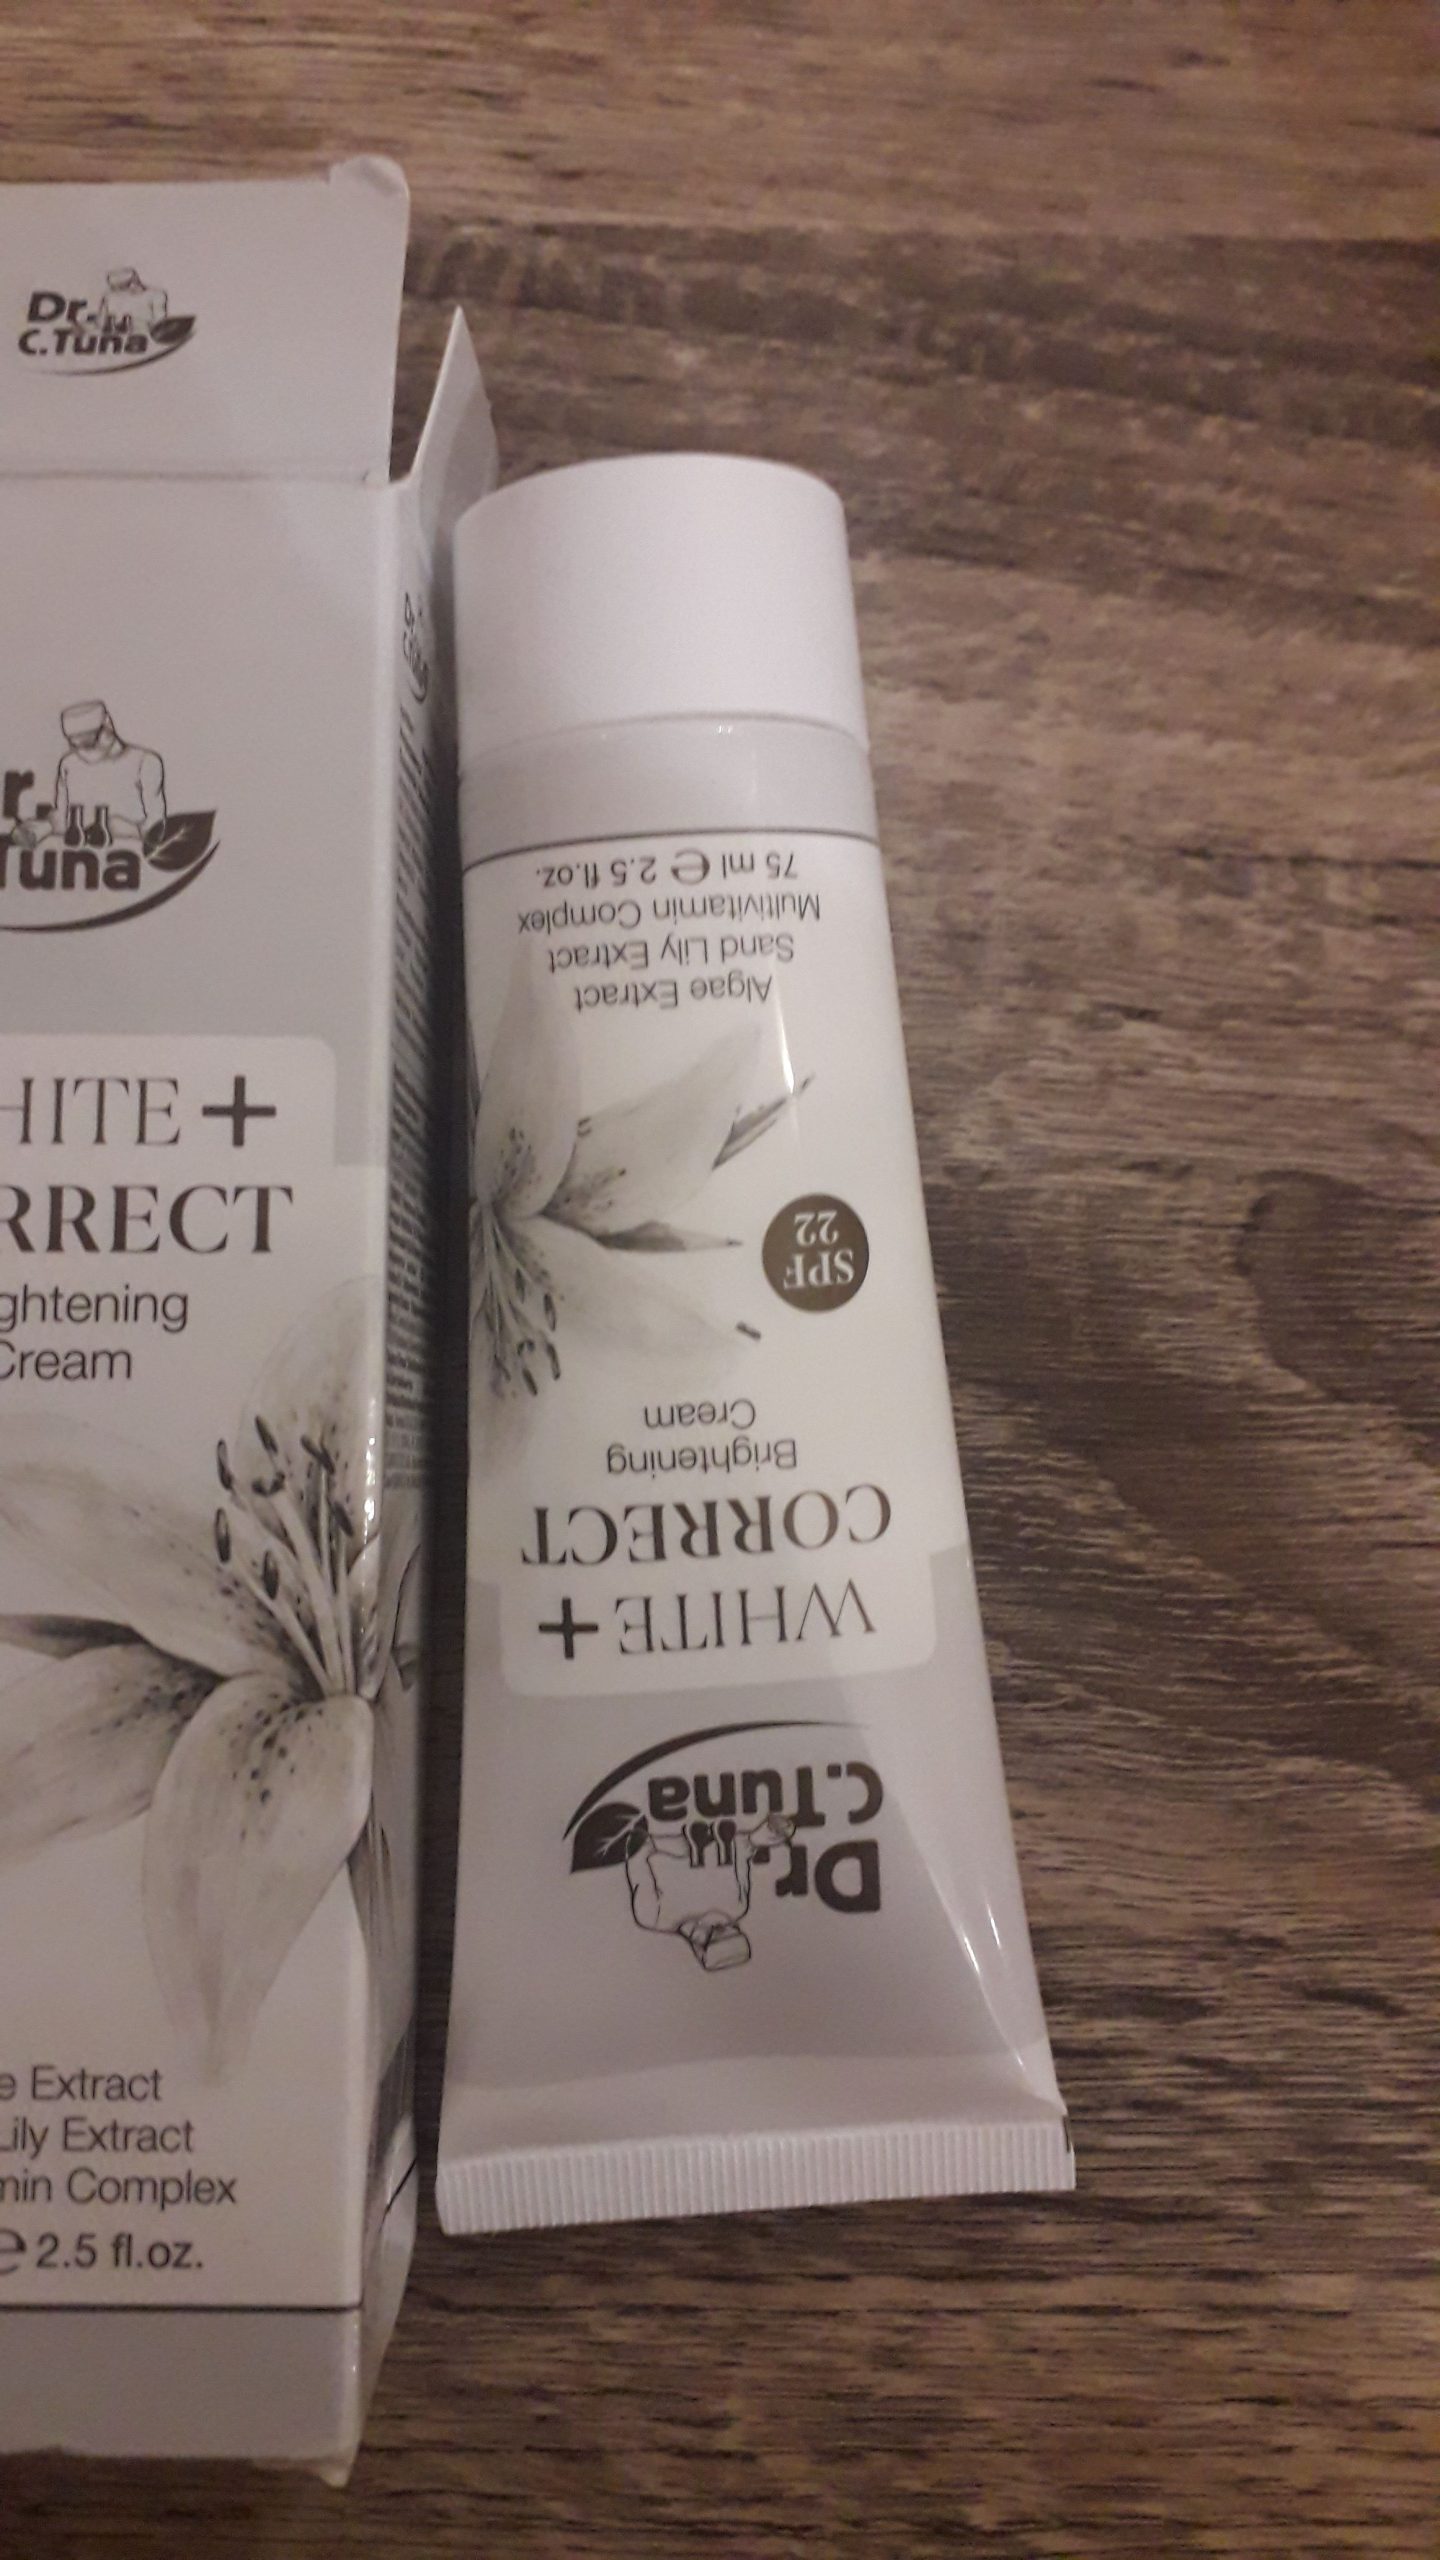 Dr.
C.Tuna
r.
Tuna
HITE +
RRECT
ghtening
Cream
e Extract
Lily Extract
min Complex
e 2.5 fl.oz.
Dr.
C.Tuna
WHITE +
CORRECT
Brightening
Cream
SPF
22
Algae Extract
Sand Lily Extract
Multivitamin Complex
75 ml e 2.5 fl.oz.